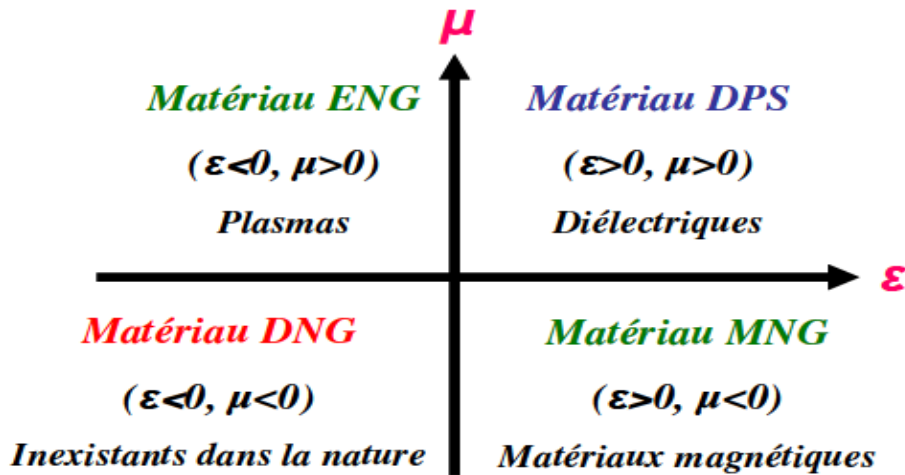 μ
Matériau ENG
(ε<0, μ>0)
Plasmas
Matériau DPS
(ε>0, μ>0)
Diélectriques
ε
Matériau DNG
(ε<0, μ<0)
Inexistants dans la nature
Matériau MNG
(ε>0, μ<0)
Matériaux magnétiques